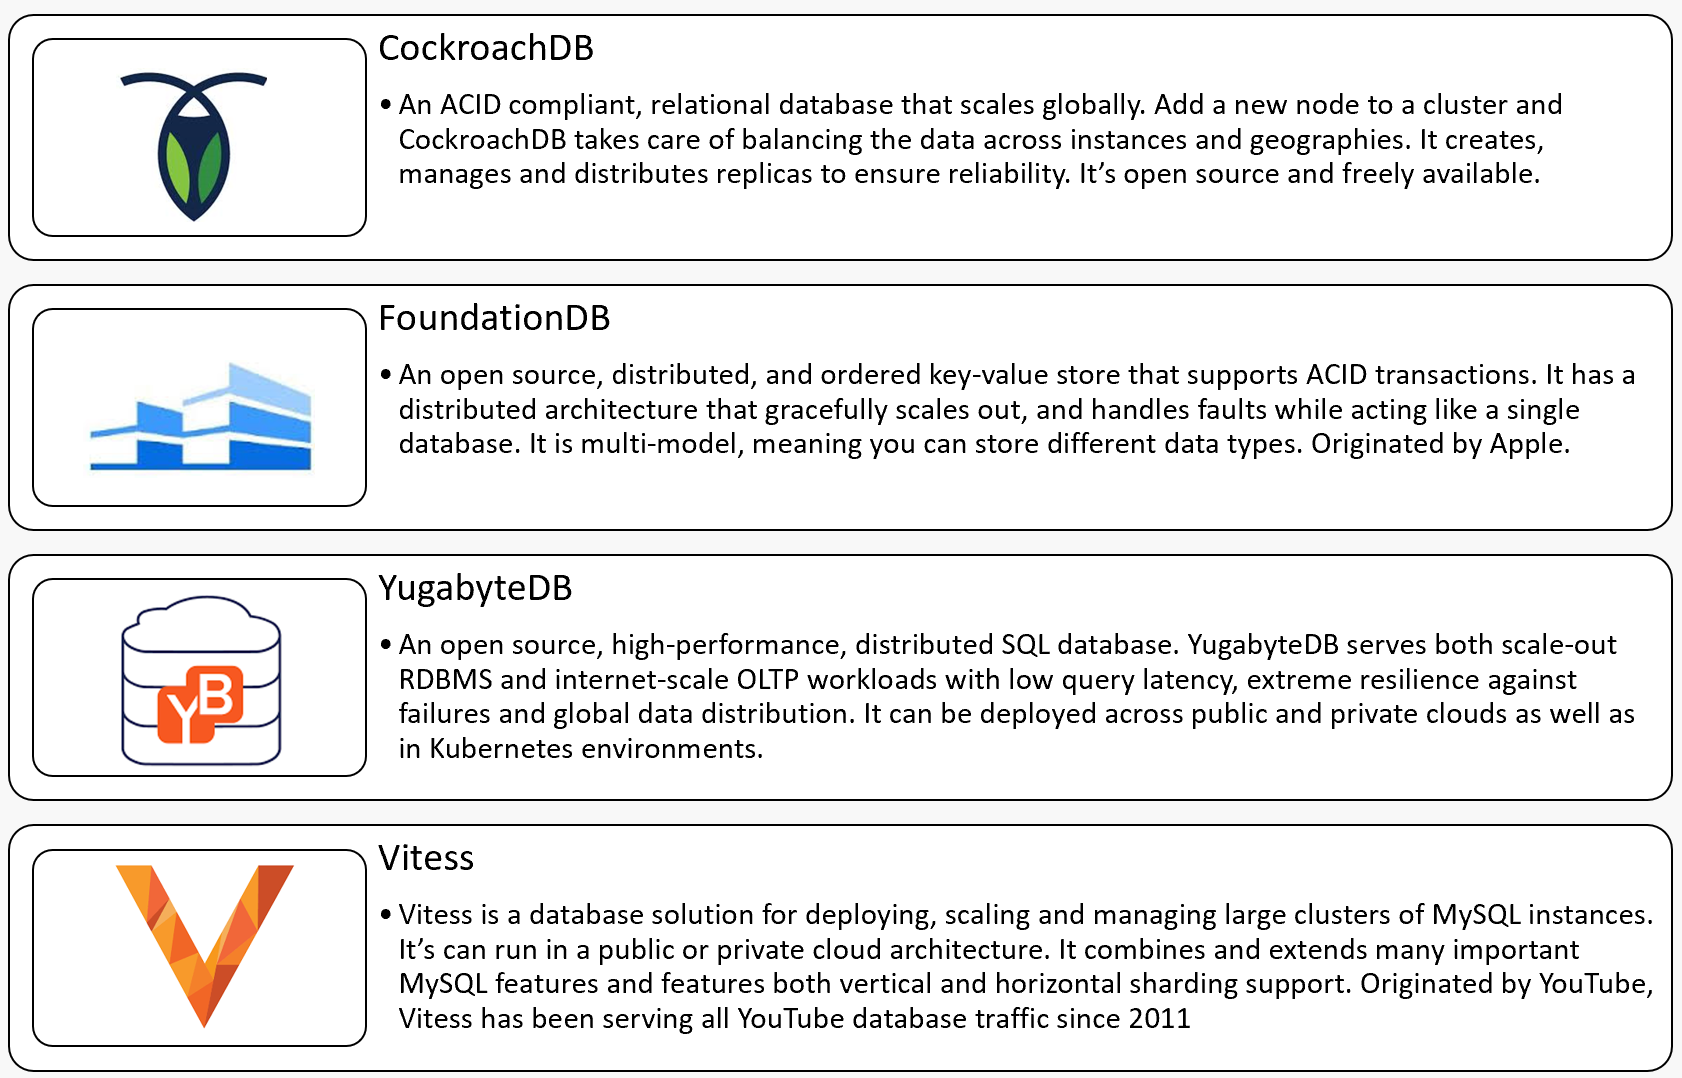 CockroachDB
• An ACID compliant, relational database that scales globally. Add a new node to a cluster and
CockroachDB takes care of balancing the data across instances and geographies. It creates,
manages and distributes replicas to ensure reliability. It’s open source and freely available.
FoundationDB
• An open source, distributed, and ordered key-value store that supports ACID transactions. It has a
distributed architecture that gracefully scales out, and handles faults while acting like a single
database. It is multi-model, meaning you can store different data types. Originated by Apple.
YugabyteDB
YB
• An open source, high-performance, distributed SQL database. YugabyteDB serves both scale-out
RDBMS and internet-scale OLTP workloads with low query latency, extreme resilience against
failures and global data distribution. It can be deployed across public and private clouds as well as
in Kubernetes environments.
Vitess
• Vitess is a database solution for deploying, scaling and managing large clusters of MySQL instances.
It’s can run in a public or private cloud architecture. It combines and extends many important
MySQL features and features both vertical and horizontal sharding support. Originated by YouTube,
Vitess has been serving all YouTube database traffic since 2011